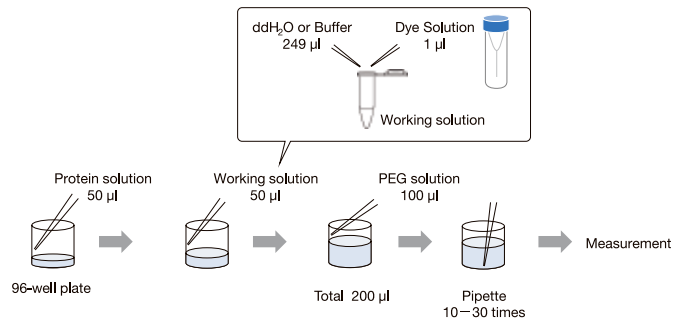 ddH₂O or Buffer
249 µl
Dye Solution
1 µl
Working solution
Protein solution
50 µl
Working solution
50 µl
PEG solution
100 µl
Measurement
96-well plate
Total 200 µl
Pipette
10−30 times